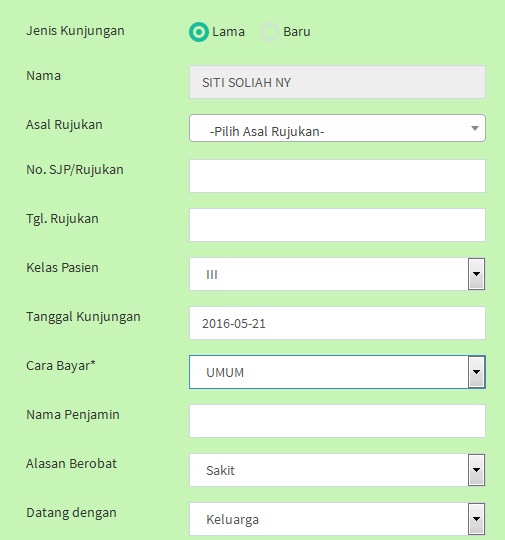 Jenis Kunjungan Lama Baru
Nama SITI SOLIAH NY
Asal Rujukan -Pilih Asal Rujukan-
No. SJP/Rujukan
Tgl. Rujukan
Kelas Pasien III
Tanggal Kunjungan 2016-05-21
Cara Bayar* UMUM
Nama Penjamin
Alasan Berobat Sakit
Datang dengan Keluarga